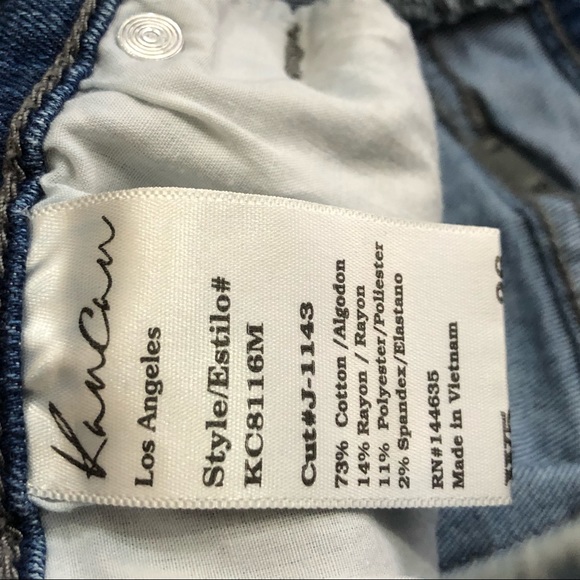 KanCan
Los Angeles
Style/Estilo#
KC8116M
Cut#J-1143
73% Cotton /Algodon
14% Rayon / Rayon
11% Polyester/Poliester
2% Spandex/Elastano
RN#144635
Made in Vietnam